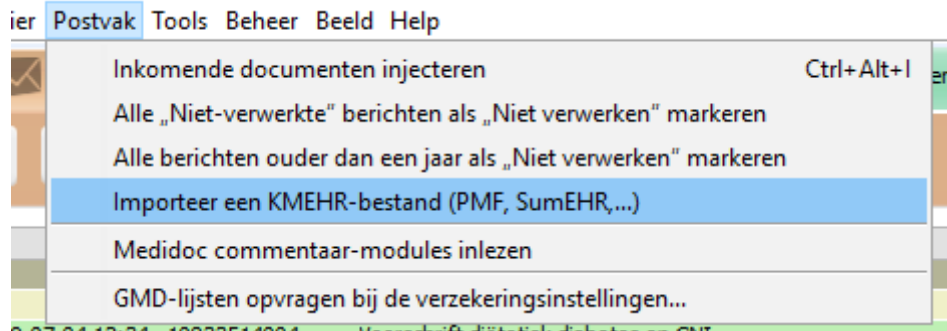 ier Postvak Tools Beheer Beeld Help
Inkomende documenten injecteren Ctrl+Alt+I
Alle „Niet-verwerkte" berichten als „Niet verwerken" markeren
Alle berichten ouder dan een jaar als „Niet verwerken" markeren
Importeer een KMEHR-bestand (PMF, SumEHR,...)
Medidoc commentaar-modules inlezen
GMD-lijsten opvragen bij de verzekeringsinstellingen...